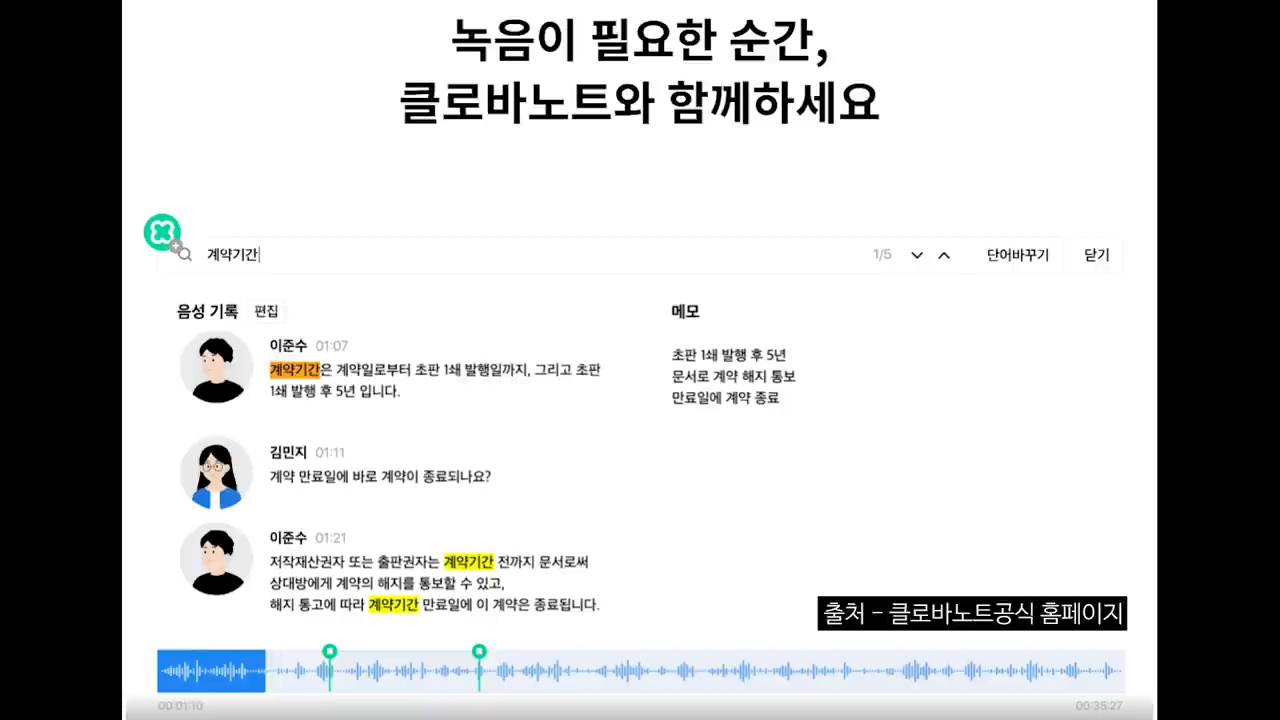 녹음이 필요한 순간,
클로바노트와 함께하세요
계약기간
1/5
단어바꾸기
닫기
음성 기록 편집
메모
이준수 01:07
계약기간은 계약일로부터 초판 1쇄 발행일까지, 그리고 초판
1쇄 발행 후 5년 입니다.
초판 1쇄 발행 후 5년
문서로 계약 해지 통보
만료일에 계약 종료
김민지 01:11
계약 만료일에 바로 계약이 종료되나요?
이준수 01:21
저작재산권자 또는 출판권자는 계약기간 전까지 문서로써
상대방에게 계약의 해지를 통보할 수 있고,
해지 통고에 따라 계약기간 만료일에 이 계약은 종료됩니다.
출처 - 클로바노트공식 홈페이지
00:01:10
00:35:27